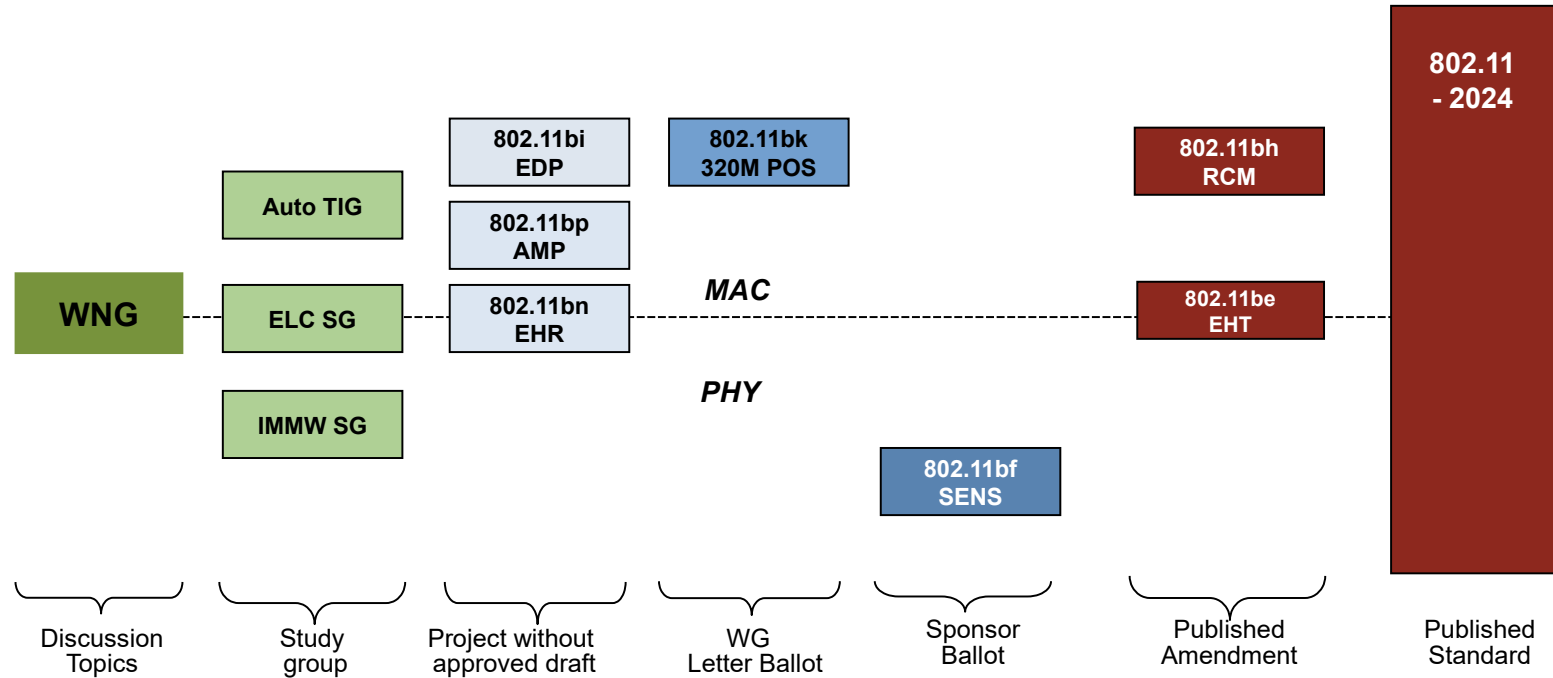 WNG
Auto TIG
ELC SG
IMMW SG
802.11bi
EDP
802.11bp
AMP
802.11bn
EHR
802.11bk
320M POS
MAC
PHY
802.11bf
SENS
802.11bh
RCM
802.11be
EHT
802.11
- 2024
Discussion
Topics
Study
group
Project without
approved draft
WG
Letter Ballot
Sponsor
Ballot
Published
Amendment
Published
Standard